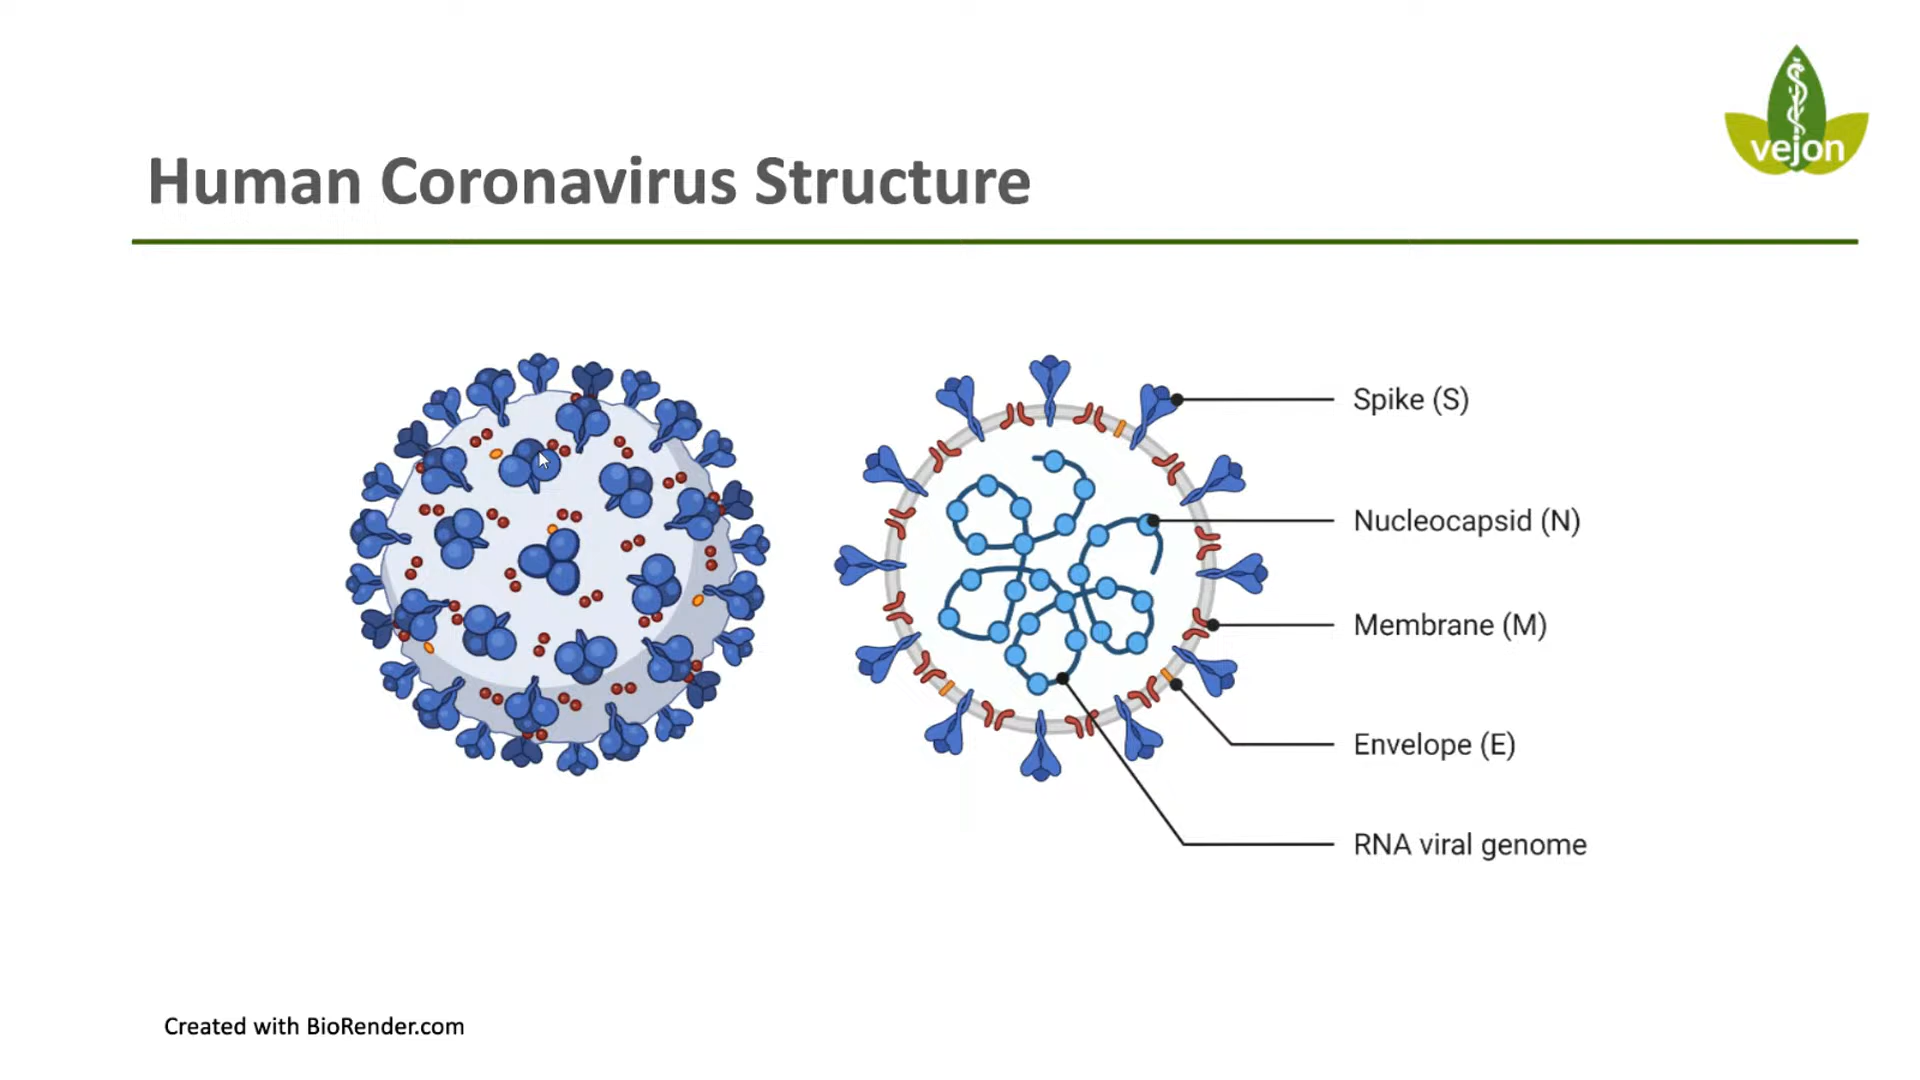 vejon
Human Coronavirus Structure
Spike (S)
Nucleocapsid (N)
Membrane (M)
Envelope (E)
RNA viral genome
Created with BioRender.com